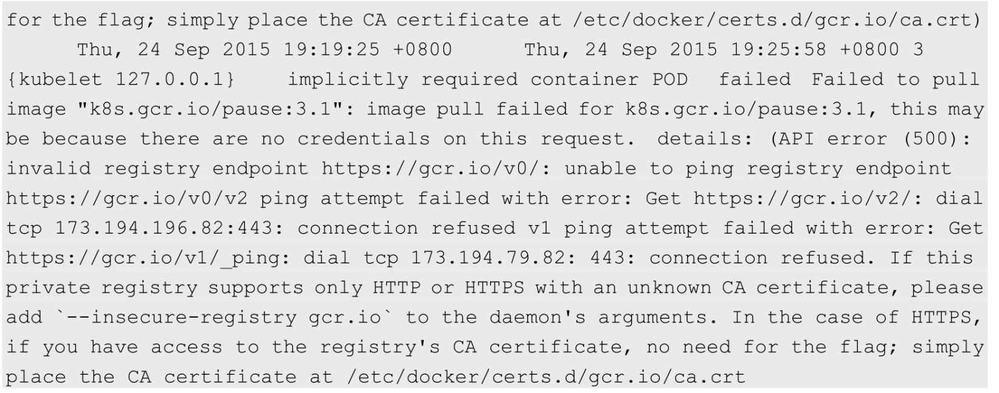 for the flag; simply place the CA certificate at /etc/docker/certs.d/gcr.io/ca.crt)
Thu, 24 Sep 2015 19:19:25 +0800 Thu, 24 Sep 2015 19:25:58 +0800 3
{kubelet 127.0.0.1} implicitly required container POD failed Failed to pull
image "k8s.gcr.io/pause:3.1": image pull failed for k8s.gcr.io/pause:3.1, this may
be because there are no credentials on this request. details: (API error (500):
invalid registry endpoint https://gcr.io/v0/: unable to ping registry endpoint
https://gcr.io/v0/v2 ping attempt failed with error: Get https://gcr.io/v2/: dial
tcp 173.194.196.82:443: connection refused v1 ping attempt failed with error: Get
https://gcr.io/v1/_ping: dial tcp 173.194.79.82: 443: connection refused. If this
private registry supports only HTTP or HTTPS with an unknown CA certificate, please
add `--insecure-registry gcr.io` to the daemon's arguments. In the case of HTTPS,
if you have access to the registry's CA certificate, no need for the flag; simply
place the CA certificate at /etc/docker/certs.d/gcr.io/ca.crt